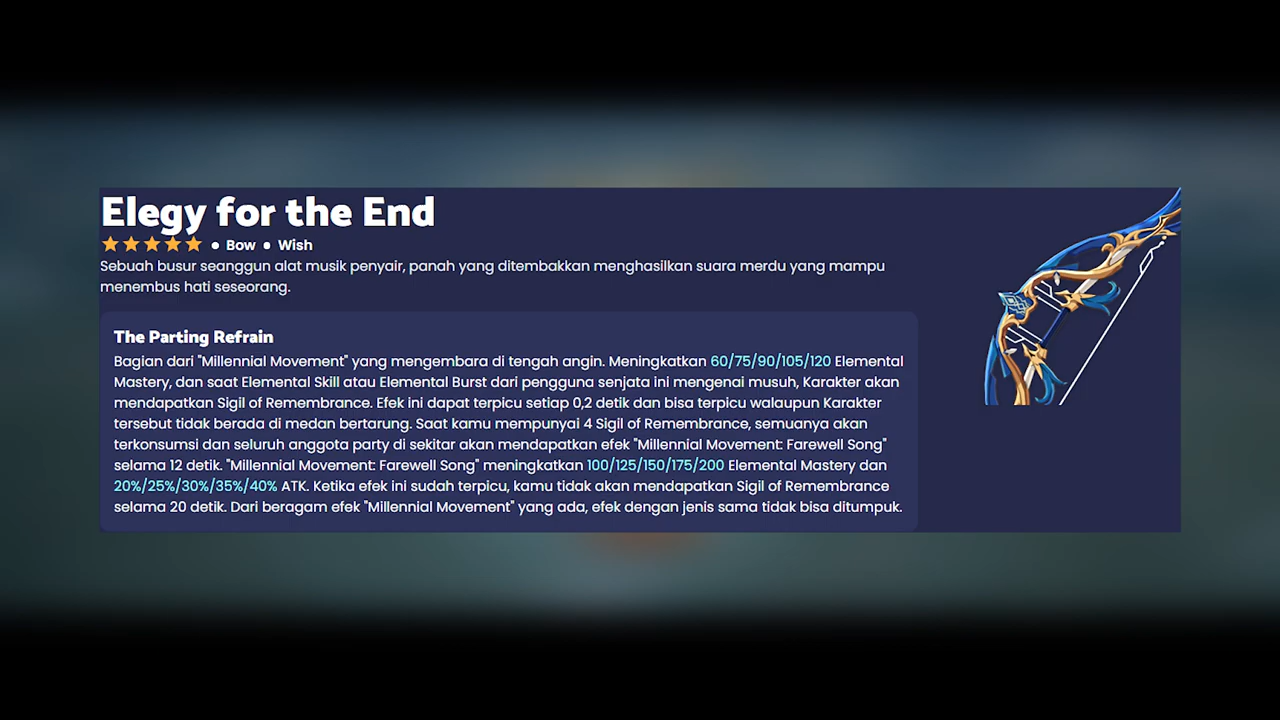 Elegy for the End
Bow • Wish
Sebuah busur seanggun alat musik penyair, panah yang ditembakkan menghasilkan suara merdu yang mampu
menembus hati seseorang.
The Parting Refrain
Bagian dari "Millennial Movement" yang mengembara di tengah angin. Meningkatkan 60/75/90/105/120 Elemental
Mastery, dan saat Elemental Skill atau Elemental Burst dari pengguna senjata ini mengenai musuh, Karakter akan
mendapatkan Sigil of Remembrance. Efek ini dapat terpicu setiap 0,2 detik dan bisa terpicu walaupun Karakter
tersebut tidak berada di medan bertarung. Saat kamu mempunyai 4 Sigil of Remembrance, semuanya akan
terkonsumsi dan seluruh anggota party di sekitar akan mendapatkan efek "Millennial Movement: Farewell Song"
selama 12 detik. "Millennial Movement: Farewell Song" meningkatkan 100/125/150/175/200 Elemental Mastery dan
20%/25%/30%/35%/40% ATK. Ketika efek ini sudah terpicu, kamu tidak akan mendapatkan Sigil of Remembrance
selama 20 detik. Dari beragam efek "Millennial Movement" yang ada, efek dengan jenis sama tidak bisa ditumpuk.